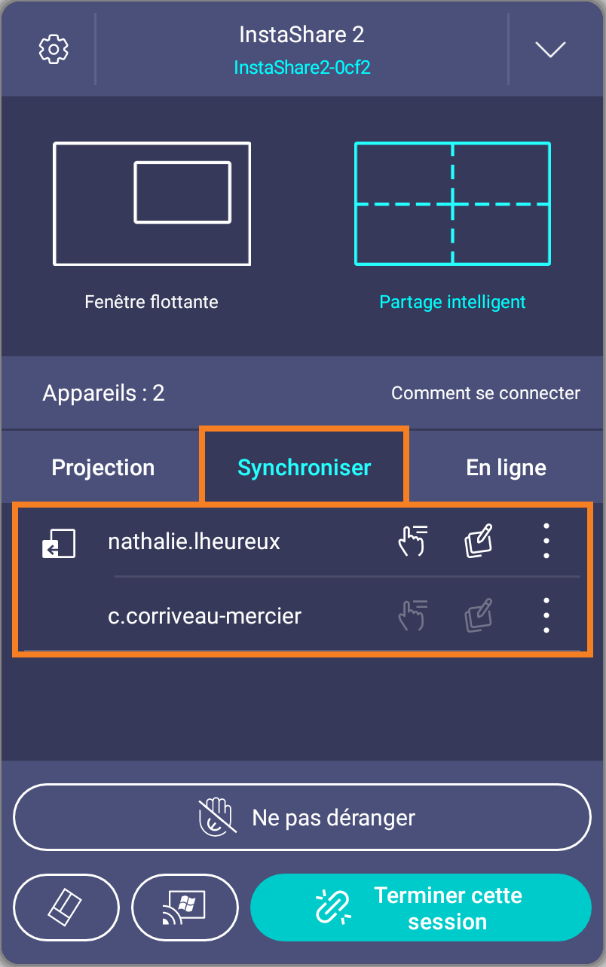 InstaShare 2
InstaShare2-0cf2
Fenêtre flottante
Partage intelligent
Appareils : 2
Comment se connecter
Projection
Synchroniser
En ligne
nathalie.lheureux
c.corriveau-mercier
Ne pas déranger
Terminer cette
session